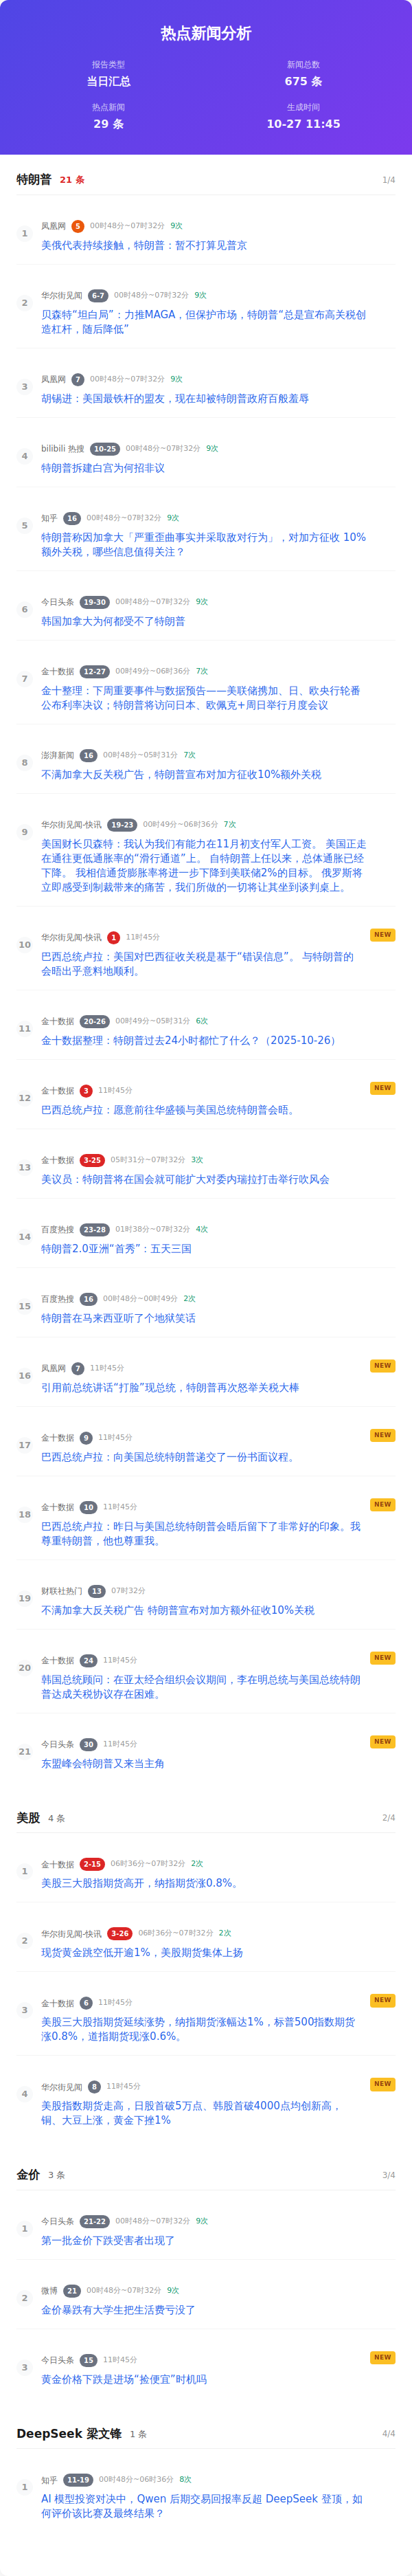 热点新闻分析
报告类型
新闻总数
当日汇总
675 条
热点新闻
生成时间
29 条
10-27 11:45
特朗普 21 条 1/4
1 凤凰网 5 00时48分~07时32分 9次
美俄代表持续接触，特朗普：暂不打算见普京
2 华尔街见闻 6-7 00时48分~07时32分 9次
贝森特“坦白局”：力推MAGA，但保护市场，特朗普“总是宣布高关税创
造杠杆，随后降低”
3 凤凰网 7 00时48分~07时32分 9次
胡锡进：美国最铁杆的盟友，现在却被特朗普政府百般羞辱
4 bilibili 热搜 10-25 00时48分~07时32分 9次
特朗普拆建白宫为何招非议
5 知乎 16 00时48分~07时32分 9次
特朗普称因加拿大「严重歪曲事实并采取敌对行为」，对加方征收 10%
额外关税，哪些信息值得关注？
6 今日头条 19-30 00时48分~07时32分 9次
韩国加拿大为何都受不了特朗普
7 金十数据 12-27 00时49分~06时36分 7次
金十整理：下周重要事件与数据预告——美联储携加、日、欧央行轮番
公布利率决议；特朗普将访问日本、欧佩克+周日举行月度会议
8 澎湃新闻 16 00时48分~05时31分 7次
不满加拿大反关税广告，特朗普宣布对加方征收10%额外关税
9 华尔街见闻-快讯 19-23 00时49分~06时36分 7次
美国财长贝森特：我认为我们有能力在11月初支付军人工资。 美国正走
在通往更低通胀率的“滑行通道”上。 自特朗普上任以来，总体通胀已经
下降。 我相信通货膨胀率将进一步下降到美联储2%的目标。 俄罗斯将
立即感受到制裁带来的痛苦，我们所做的一切将让其坐到谈判桌上。
10 华尔街见闻-快讯 1 11时45分 NEW
巴西总统卢拉：美国对巴西征收关税是基于“错误信息”。 与特朗普的
会晤出乎意料地顺利。
11 金十数据 20-26 00时49分~05时31分 6次
金十数据整理：特朗普过去24小时都忙了什么？（2025-10-26）
12 金十数据 3 11时45分 NEW
巴西总统卢拉：愿意前往华盛顿与美国总统特朗普会晤。
13 金十数据 3-25 05时31分~07时32分 3次
美议员：特朗普将在国会就可能扩大对委内瑞拉打击举行吹风会
14 百度热搜 23-28 01时38分~07时32分 4次
特朗普2.0亚洲“首秀”：五天三国
15 百度热搜 16 00时48分~00时49分 2次
特朗普在马来西亚听了个地狱笑话
16 凤凰网 7 11时45分 NEW
引用前总统讲话“打脸”现总统，特朗普再次怒举关税大棒
17 金十数据 9 11时45分 NEW
巴西总统卢拉：向美国总统特朗普递交了一份书面议程。
18 金十数据 10 11时45分 NEW
巴西总统卢拉：昨日与美国总统特朗普会晤后留下了非常好的印象。我
尊重特朗普，他也尊重我。
19 财联社热门 13 07时32分
不满加拿大反关税广告 特朗普宣布对加方额外征收10%关税
20 金十数据 24 11时45分 NEW
韩国总统顾问：在亚太经合组织会议期间，李在明总统与美国总统特朗
普达成关税协议存在困难。
21 今日头条 30 11时45分 NEW
东盟峰会特朗普又来当主角
美股 4 条 2/4
1 金十数据 2-15 06时36分~07时32分 2次
美股三大股指期货高开，纳指期货涨0.8%。
2 华尔街见闻-快讯 3-26 06时36分~07时32分 2次
现货黄金跳空低开逾1%，美股期货集体上扬
3 金十数据 6 11时45分 NEW
美股三大股指期货延续涨势，纳指期货涨幅达1%，标普500指数期货
涨0.8%，道指期货现涨0.6%。
4 华尔街见闻 8 11时45分 NEW
美股指数期货走高，日股首破5万点、韩股首破4000点均创新高，
铜、大豆上涨，黄金下挫1%
金价 3 条 3/4
1 今日头条 21-22 00时48分~07时32分 9次
第一批金价下跌受害者出现了
2 微博 21 00时48分~07时32分 9次
金价暴跌有大学生把生活费亏没了
3 今日头条 15 11时45分 NEW
黄金价格下跌是进场“捡便宜”时机吗
DeepSeek 梁文锋 1 条 4/4
1 知乎 11-19 00时48分~06时36分 8次
AI 模型投资对决中，Qwen 后期交易回报率反超 DeepSeek 登顶，如
何评价该比赛及最终结果？